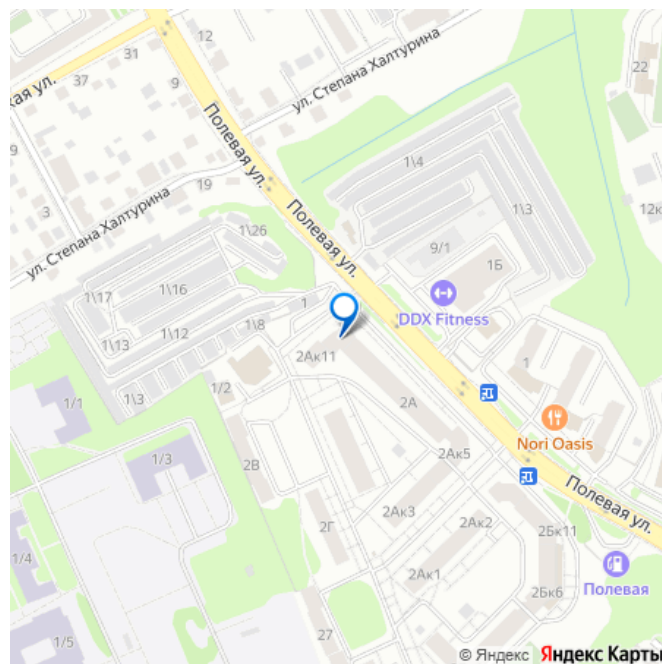 12
31
37
9
кая ул.
ул. Степана Халтурина
22
Полевая ул.
9
1\4
19
3
1\3
12к
Полевая ул.
ул. Степана Халтурина
1\26
9/1
1Б
1\16
1\17
1
DDX Fitness
1\8
1\12
1\13
2Ак11
1
1/2
1\3
2А
1/1
Nori Oasis
2Ак5
1/3
2В
Полевая ул.
2Ак3
2Ак2
2Г
2Бк11
1/4
2Ак1
Полевая
2Бк6
27
1/5
© Яндекс Яндекс Карты